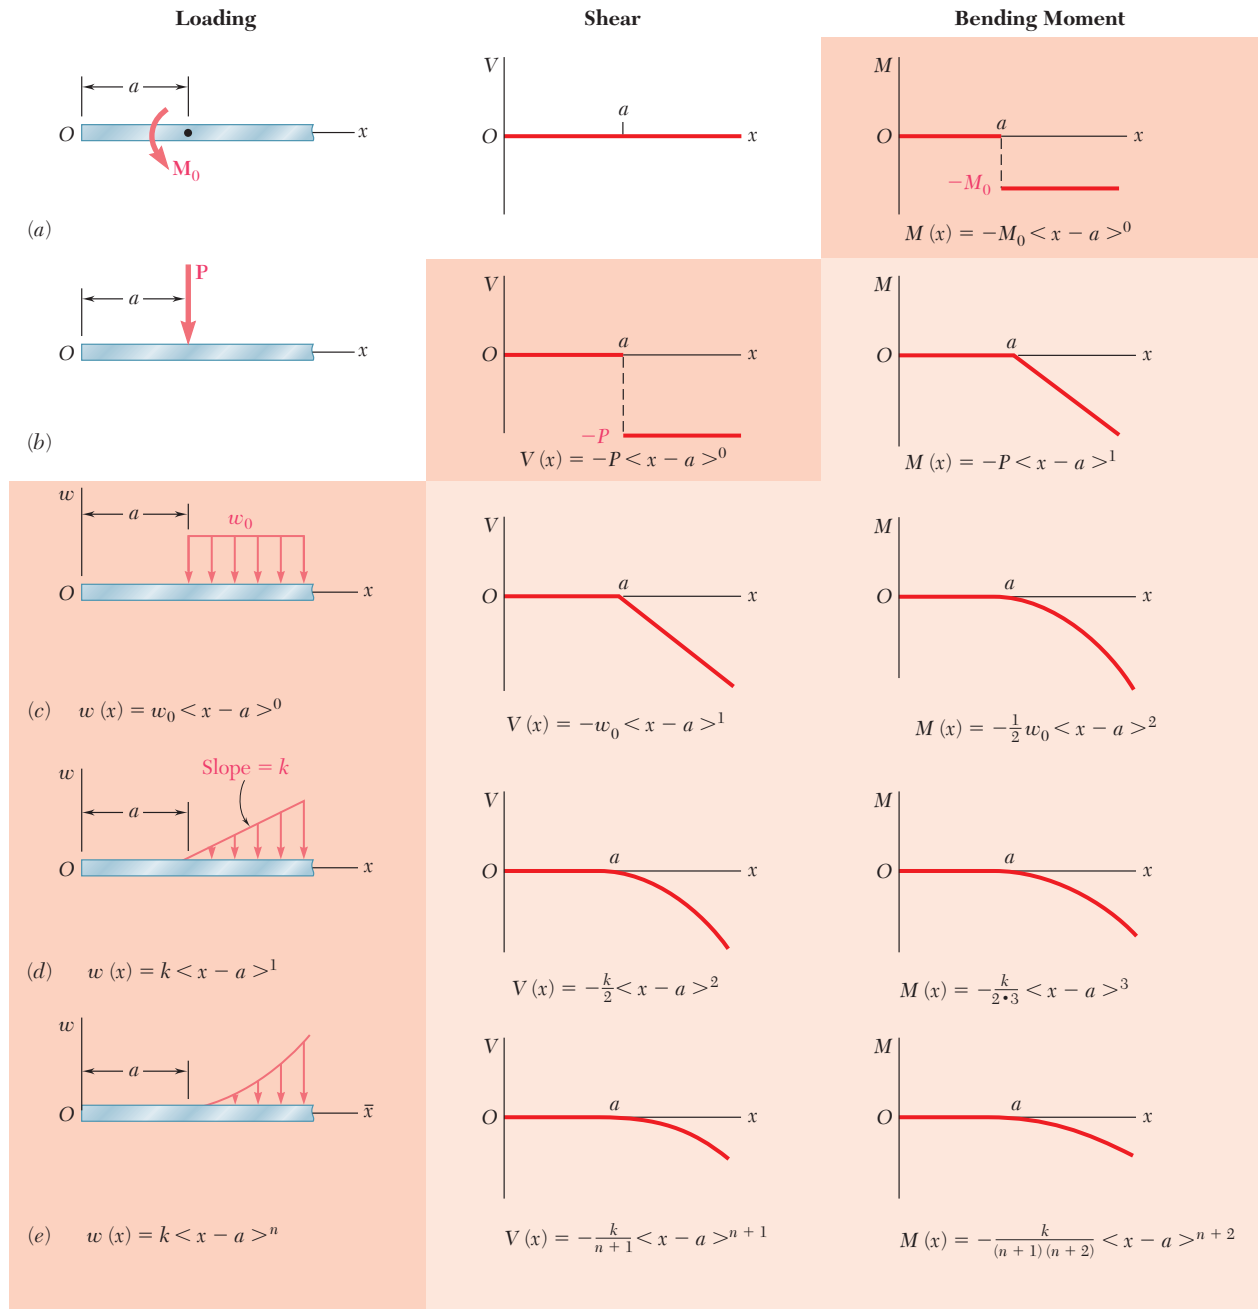 Loading Shear Bending Moment
a
O x
M₀
(a)
V
a
O x
M
a
O x
−M₀
M (x) = −M₀ < x − a >⁰
P
a
O x
(b)
V
a
O x
−P
V (x) = −P < x − a >⁰
M
a
O x
M (x) = −P < x − a >¹
w
a w₀
O x
(c) w (x) = w₀ < x − a >⁰
V
a
O x
V (x) = −w₀ < x − a >¹
M
a
O x
M (x) = −½ w₀ < x − a >²
w
Slope = k
a
O x
(d) w (x) = k < x − a >¹
V
a
O x
V (x) = −k/2 < x − a >²
M
a
O x
M (x) = −k/2•3 < x − a >³
w
a
O x̄
(e) w (x) = k < x − a >ⁿ
V
a
O x
V (x) = −k/n + 1 < x − a >ⁿ ⁺ ¹
M
a
O x
M (x) = −k/(n + 1) (n + 2) < x − a >ⁿ ⁺ ²